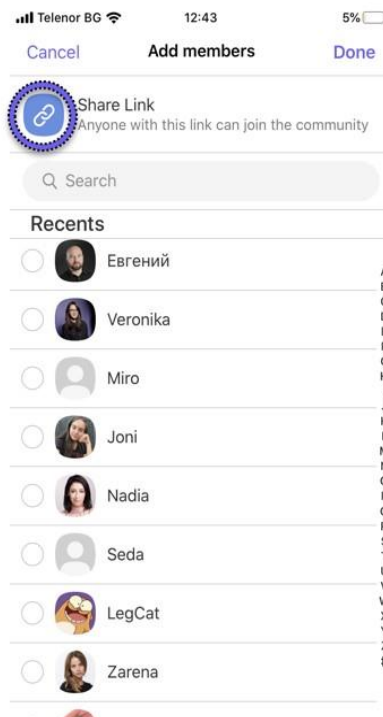 Telenor BG 12:43 5%
Cancel Add members Done
Share Link
Anyone with this link can join the community
Search
Recents
Евгений
Veronika
Miro
Joni
Nadia
Seda
LegCat
Zarena